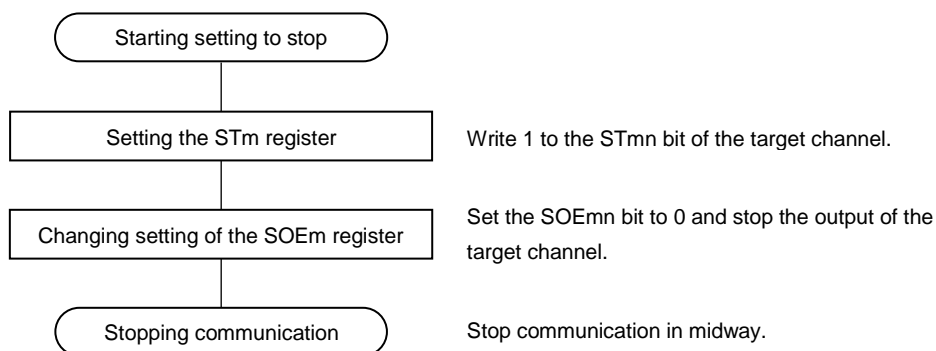 Starting setting to stop
Setting the STm register
Write 1 to the STmn bit of the target channel.
Changing setting of the SOEm register
Set the SOEmn bit to 0 and stop the output of the
target channel.
Stopping communication
Stop communication in midway.